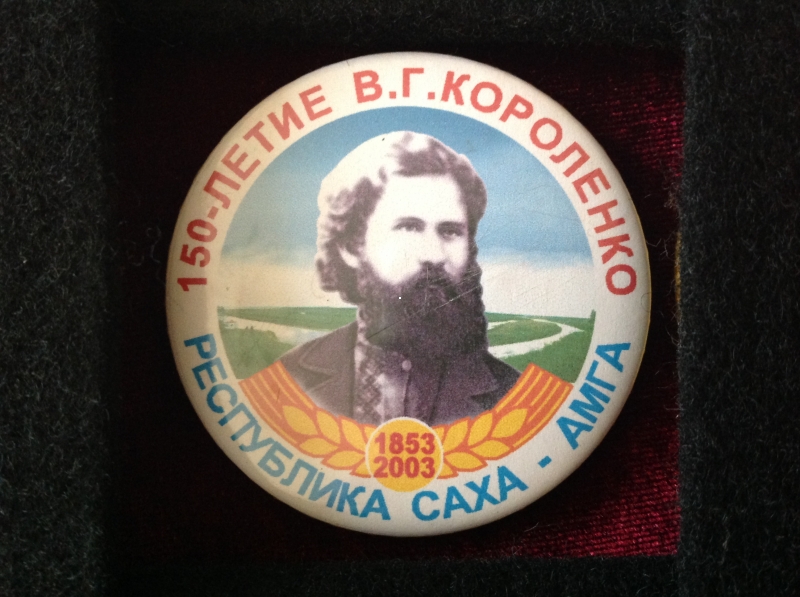 150-ЛЕТИЕ В.Г.КОРОЛЕНКО
1853
2003
РЕСПУБЛИКА САХА - АМГА